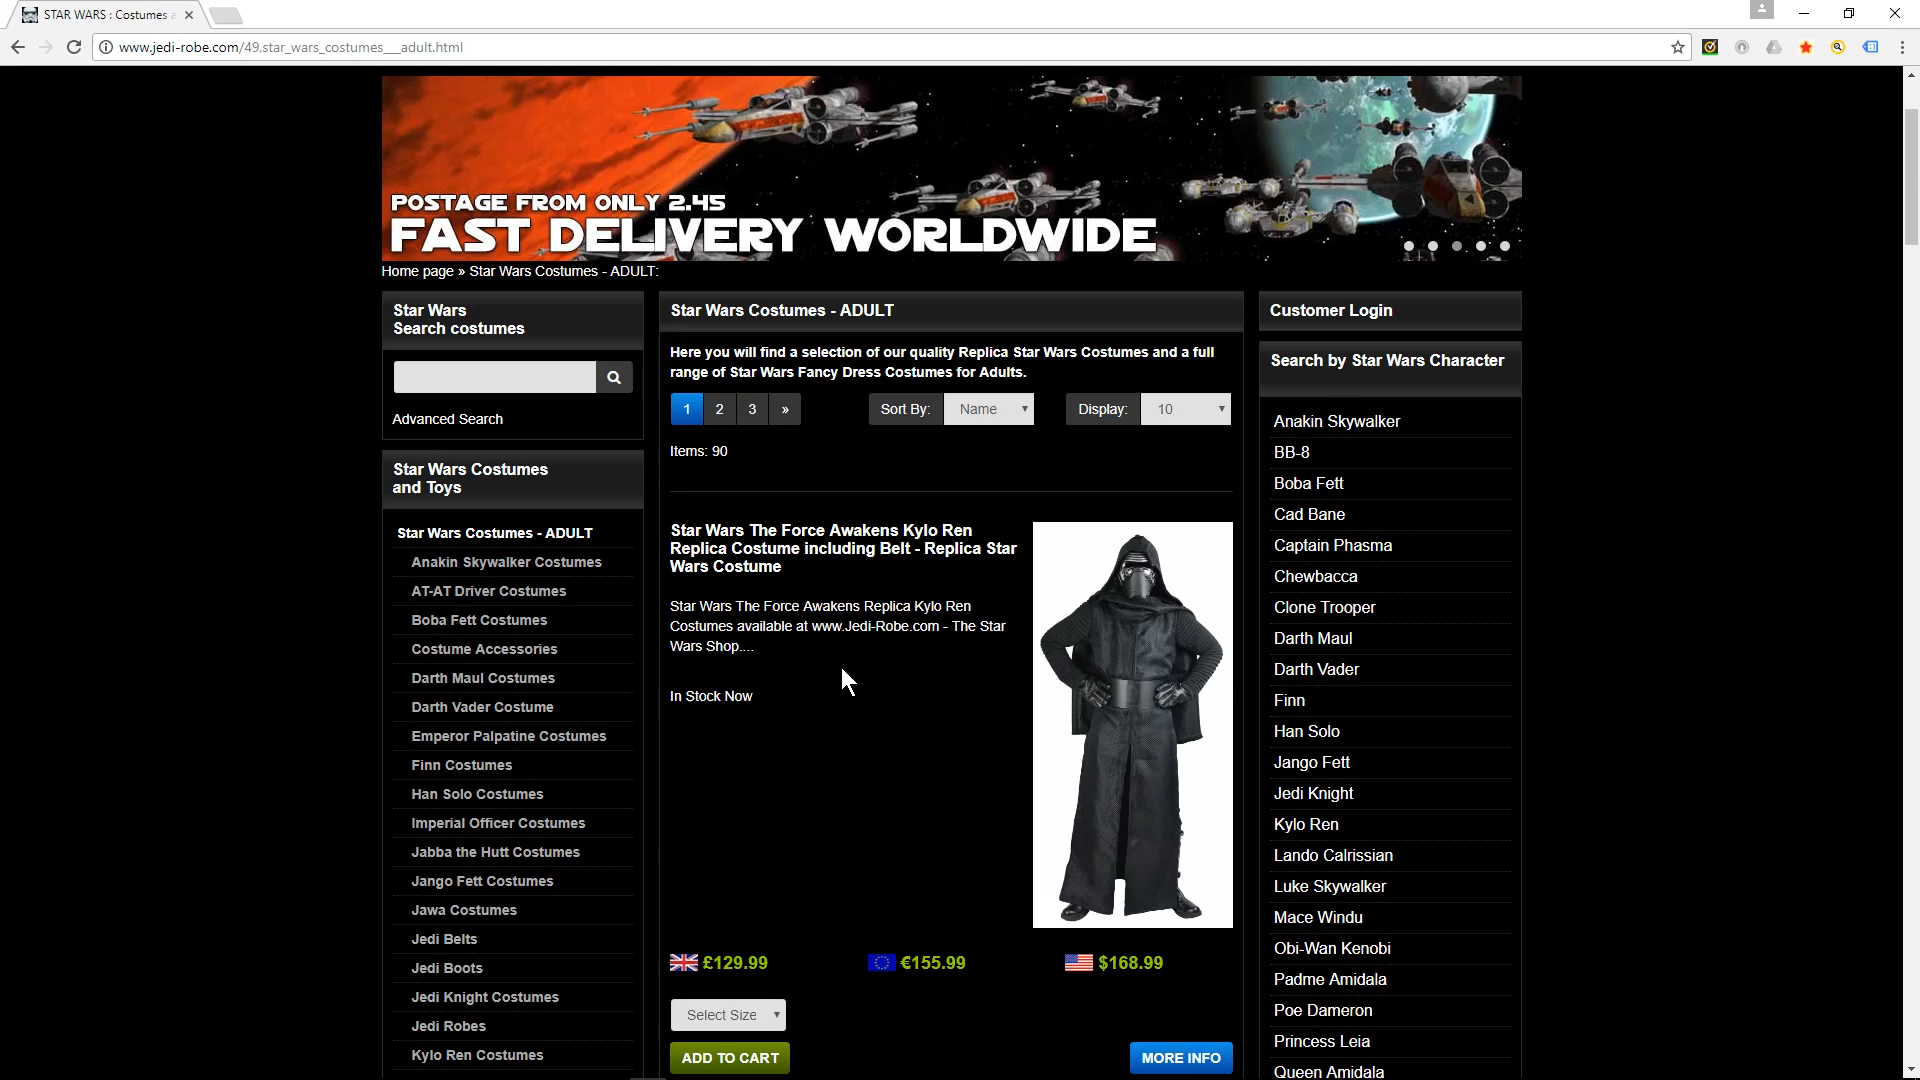 STAR WARS : Costumes a
www.jedi-robe.com/49,star_wars_costumes__adult.html
POSTAGE FROM ONLY 2.45
FAST DELIVERY WORLDWIDE
Home page » Star Wars Costumes - ADULT:
Star Wars
Search costumes
Advanced Search
Star Wars Costumes
and Toys
Star Wars Costumes - ADULT
Anakin Skywalker Costumes
AT-AT Driver Costumes
Boba Fett Costumes
Costume Accessories
Darth Maul Costumes
Darth Vader Costume
Emperor Palpatine Costumes
Finn Costumes
Han Solo Costumes
Imperial Officer Costumes
Jabba the Hutt Costumes
Jango Fett Costumes
Jawa Costumes
Jedi Belts
Jedi Boots
Jedi Knight Costumes
Jedi Robes
Kylo Ren Costumes
Star Wars Costumes - ADULT
Here you will find a selection of our quality Replica Star Wars Costumes and a full
range of Star Wars Fancy Dress Costumes for Adults.
1 2 3 » Sort By: Name Display: 10
Items: 90
Star Wars The Force Awakens Kylo Ren
Replica Costume including Belt - Replica Star
Wars Costume
Star Wars The Force Awakens Replica Kylo Ren
Costumes available at www.Jedi-Robe.com - The Star
Wars Shop....
In Stock Now
£129.99 €155.99 $168.99
Select Size
ADD TO CART MORE INFO
Customer Login
Search by Star Wars Character
Anakin Skywalker
BB-8
Boba Fett
Cad Bane
Captain Phasma
Chewbacca
Clone Trooper
Darth Maul
Darth Vader
Finn
Han Solo
Jango Fett
Jedi Knight
Kylo Ren
Lando Calrissian
Luke Skywalker
Mace Windu
Obi-Wan Kenobi
Padme Amidala
Poe Dameron
Princess Leia
Queen Amidala